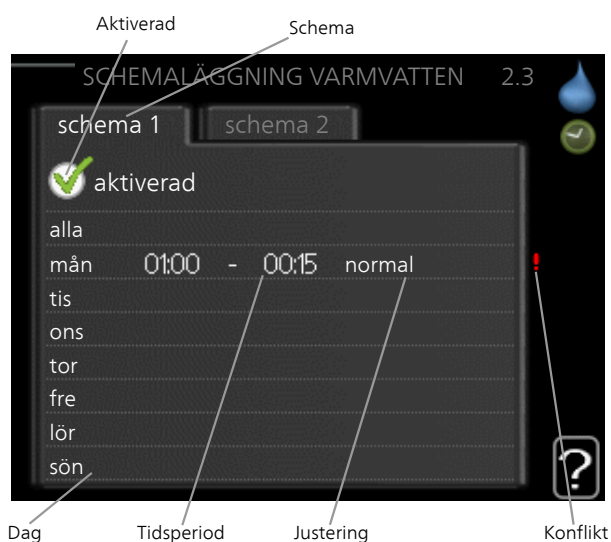 Aktiverad
Schema
SCHEMALÄGGNING VARMVATTEN 2.3
schema 1 schema 2
aktiverad
alla
mån 01:00 - 00:15 normal !
tis
ons
tor
fre
lör
sön
?
Dag Tidsperiod Justering Konflikt